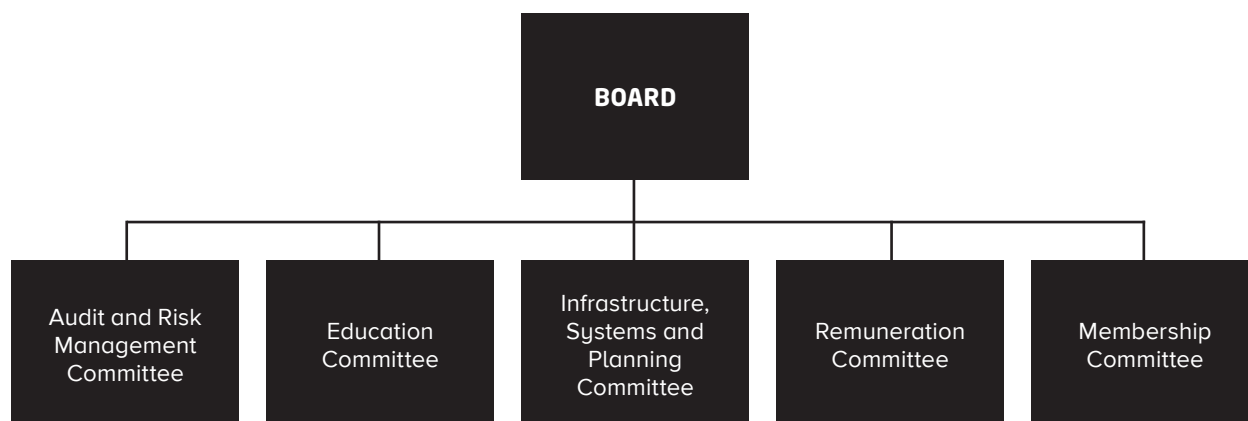 BOARD
Audit and Risk
Management
Committee
Education
Committee
Infrastructure,
Systems and
Planning
Committee
Remuneration
Committee
Membership
Committee